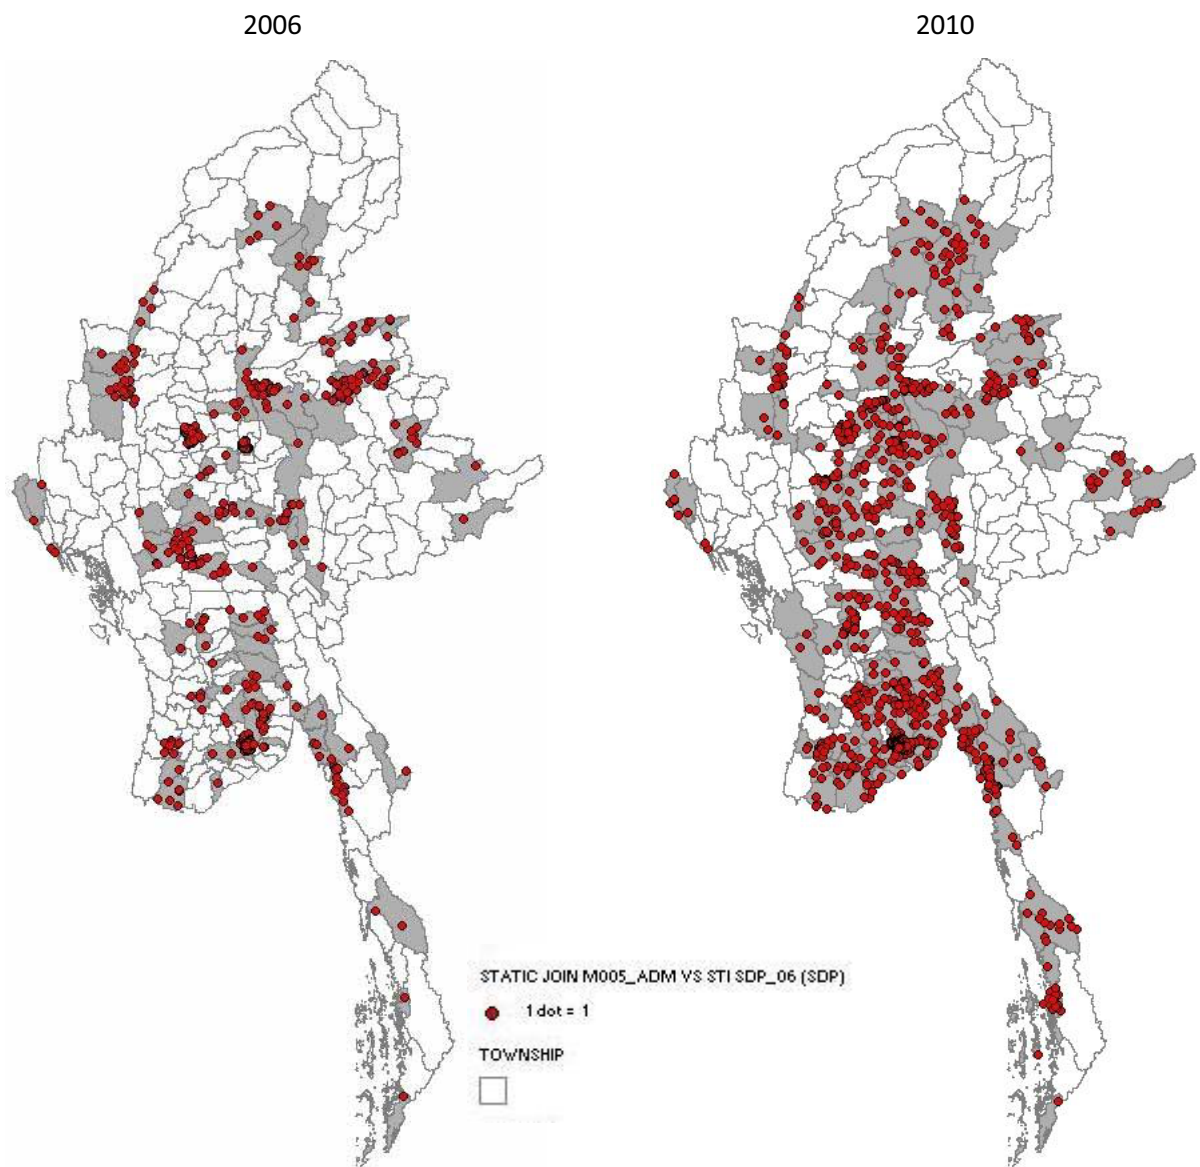 2006
2010
STATIC JOIN M005_ADM VS STI SDP_06 (SDP)
1 dot = 1
TOWNSHIP